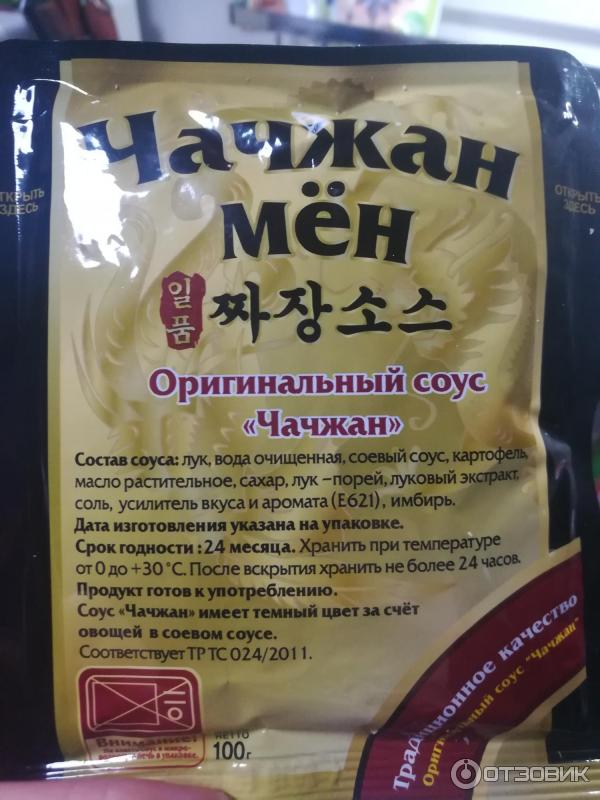 Чачжан
мён
ОТКРЫТЬ
ЗДЕСЬ
ОТКРЫТЬ
ЗДЕСЬ
일품
짜장소스
Оригинальный соус
«Чачжан»
Состав соуса: лук, вода очищенная, соевый соус, картофель,
масло растительное, сахар, лук –порей, луковый экстракт,
соль, усилитель вкуса и аромата (Е621), имбирь.
Дата изготовления указана на упаковке.
Срок годности :24 месяца. Хранить при температуре
от 0 до +30°С. После вскрытия хранить не более 24 часов.
Продукт готов к употреблению.
Соус «Чачжан» имеет темный цвет за счёт
овощей в соевом соусе.
Соответствует ТР ТС 024/2011.
Внимание!
НЕТТО
100г
Традиционное качество
Оригинальный соус "Чачжан"
ОТЗОВИК